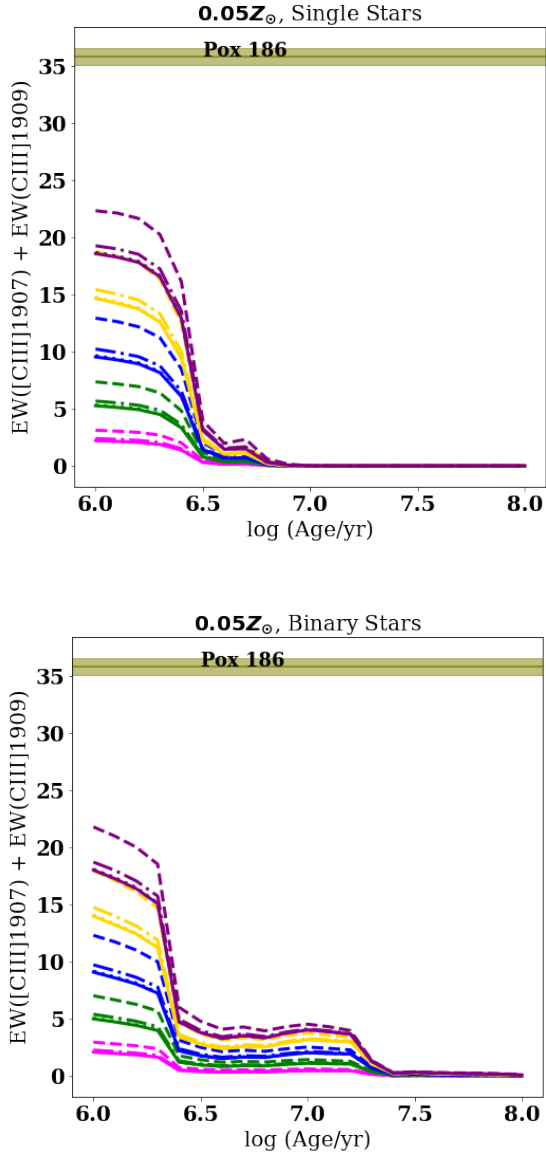 0.05Z⊙, Single Stars
Pox 186
EW([CIII]1907) + EW(CIII]1909)
35
30
25
20
15
10
5
0
6.0 6.5 7.0 7.5 8.0
log (Age/yr)
0.05Z⊙, Binary Stars
Pox 186
EW([CIII]1907) + EW(CIII]1909)
35
30
25
20
15
10
5
0
6.0 6.5 7.0 7.5 8.0
log (Age/yr)